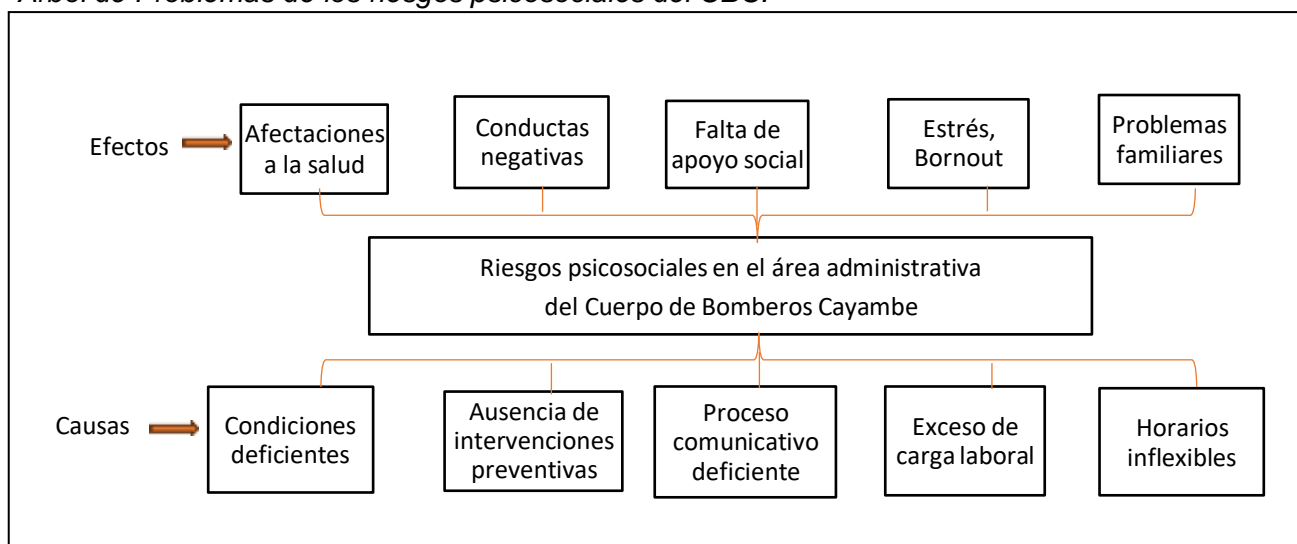 Árbol de Problemas de los riesgos psicosociales del CBC.
Efectos
Afectaciones
a la salud
Conductas
negativas
Falta de
apoyo social
Estrés,
Bornout
Problemas
familiares
Riesgos psicosociales en el área administrativa
del Cuerpo de Bomberos Cayambe
Causas
Condiciones
deficientes
Ausencia de
intervenciones
preventivas
Proceso
comunicativo
deficiente
Exceso de
carga laboral
Horarios
inflexibles